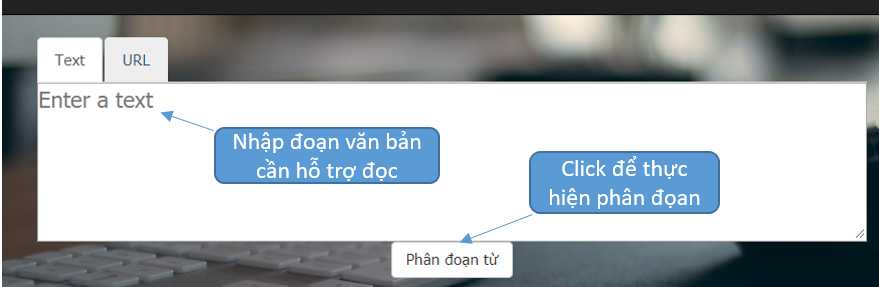 Text
URL
Enter a text
Nhập đoạn văn bản
cần hỗ trợ đọc
Click để thực
hiện phân đọan
Phân đoạn từ